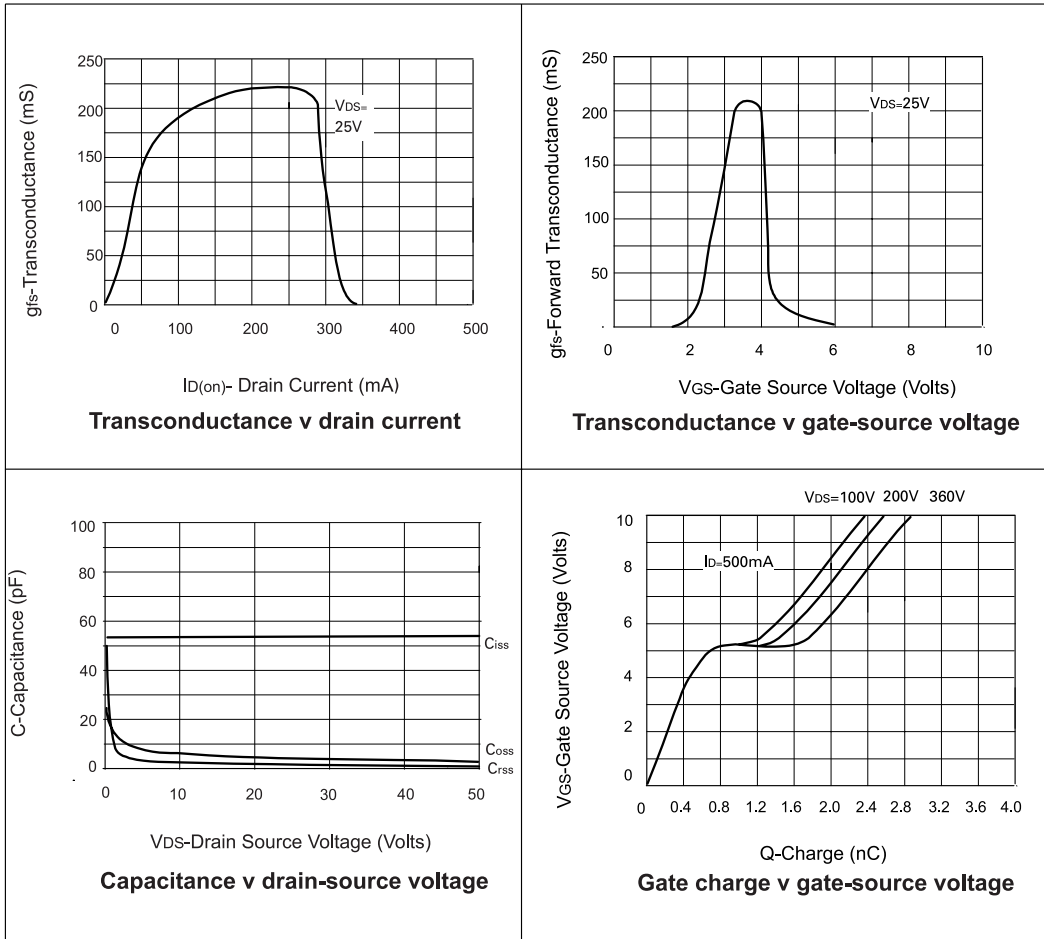 250
200
150
100
50
0
gfs-Transconductance (mS)
VDS=
25V
0 100 200 300 400 500
ID(on)- Drain Current (mA)
Transconductance v drain current
250
200
150
100
50
gfs-Forward Transconductance (mS)
VDS=25V
0 2 4 6 8 10
VGS-Gate Source Voltage (Volts)
Transconductance v gate-source voltage
100
80
60
40
20
0
C-Capacitance (pF)
Ciss
Coss
Crss
0 10 20 30 40 50
VDS-Drain Source Voltage (Volts)
Capacitance v drain-source voltage
VDS=100V 200V 360V
10
8
6
4
2
0
VGS-Gate Source Voltage (Volts)
ID=500mA
0 0.4 0.8 1.2 1.6 2.0 2.4 2.8 3.2 3.6 4.0
Q-Charge (nC)
Gate charge v gate-source voltage